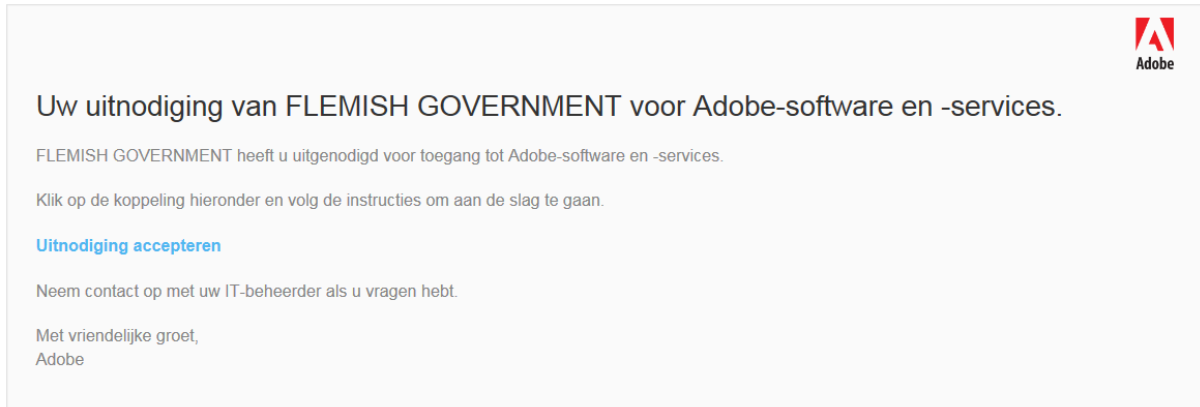 Adobe
Uw uitnodiging van FLEMISH GOVERNMENT voor Adobe-software en -services.
FLEMISH GOVERNMENT heeft u uitgenodigd voor toegang tot Adobe-software en -services.
Klik op de koppeling hieronder en volg de instructies om aan de slag te gaan.
Uitnodiging accepteren
Neem contact op met uw IT-beheerder als u vragen hebt.
Met vriendelijke groet,
Adobe